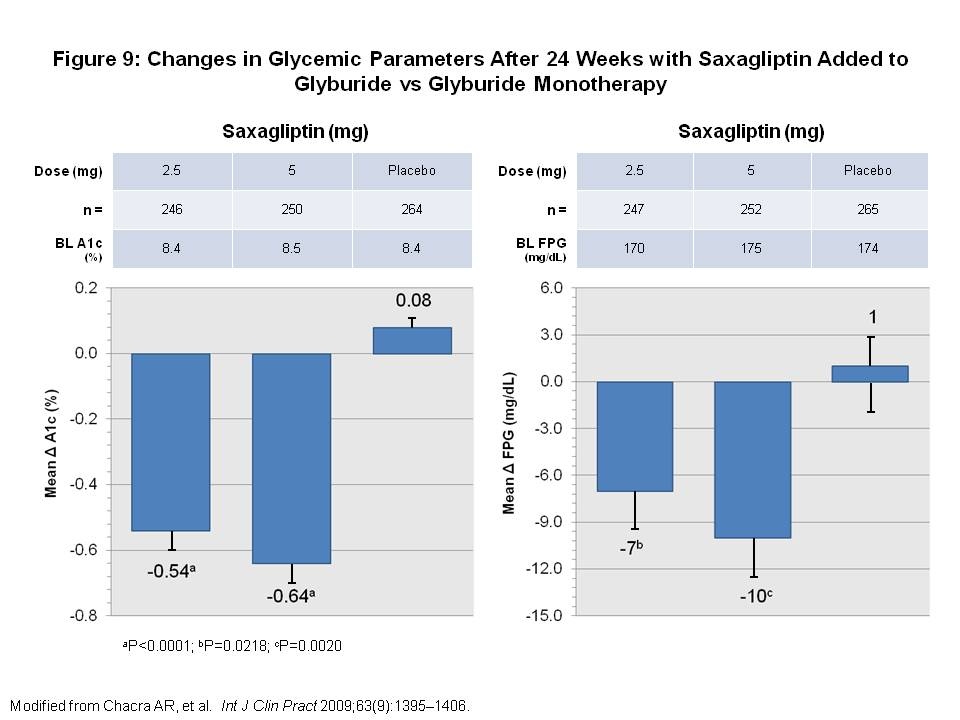 Figure 9: Changes in Glycemic Parameters After 24 Weeks with Saxagliptin Added to
Glyburide vs Glyburide Monotherapy
Saxagliptin (mg)
Dose (mg) 2.5 5 Placebo
n = 246 250 264
BL A1c
(%) 8.4 8.5 8.4
0.2
0.0
-0.2
-0.4
-0.6
-0.8
Mean Δ A1c (%)
0.08
-0.54ᵃ
-0.64ᵃ
Saxagliptin (mg)
Dose (mg) 2.5 5 Placebo
n = 247 252 265
BL FPG
(mg/dL) 170 175 174
6.0
3.0
0.0
-3.0
-6.0
-9.0
-12.0
-15.0
Mean Δ FPG (mg/dL)
1
-7ᵇ
-10ᶜ
ᵃP<0.0001; ᵇP=0.0218; ᶜP=0.0020
Modified from Chacra AR, et al. Int J Clin Pract 2009;63(9):1395–1406.